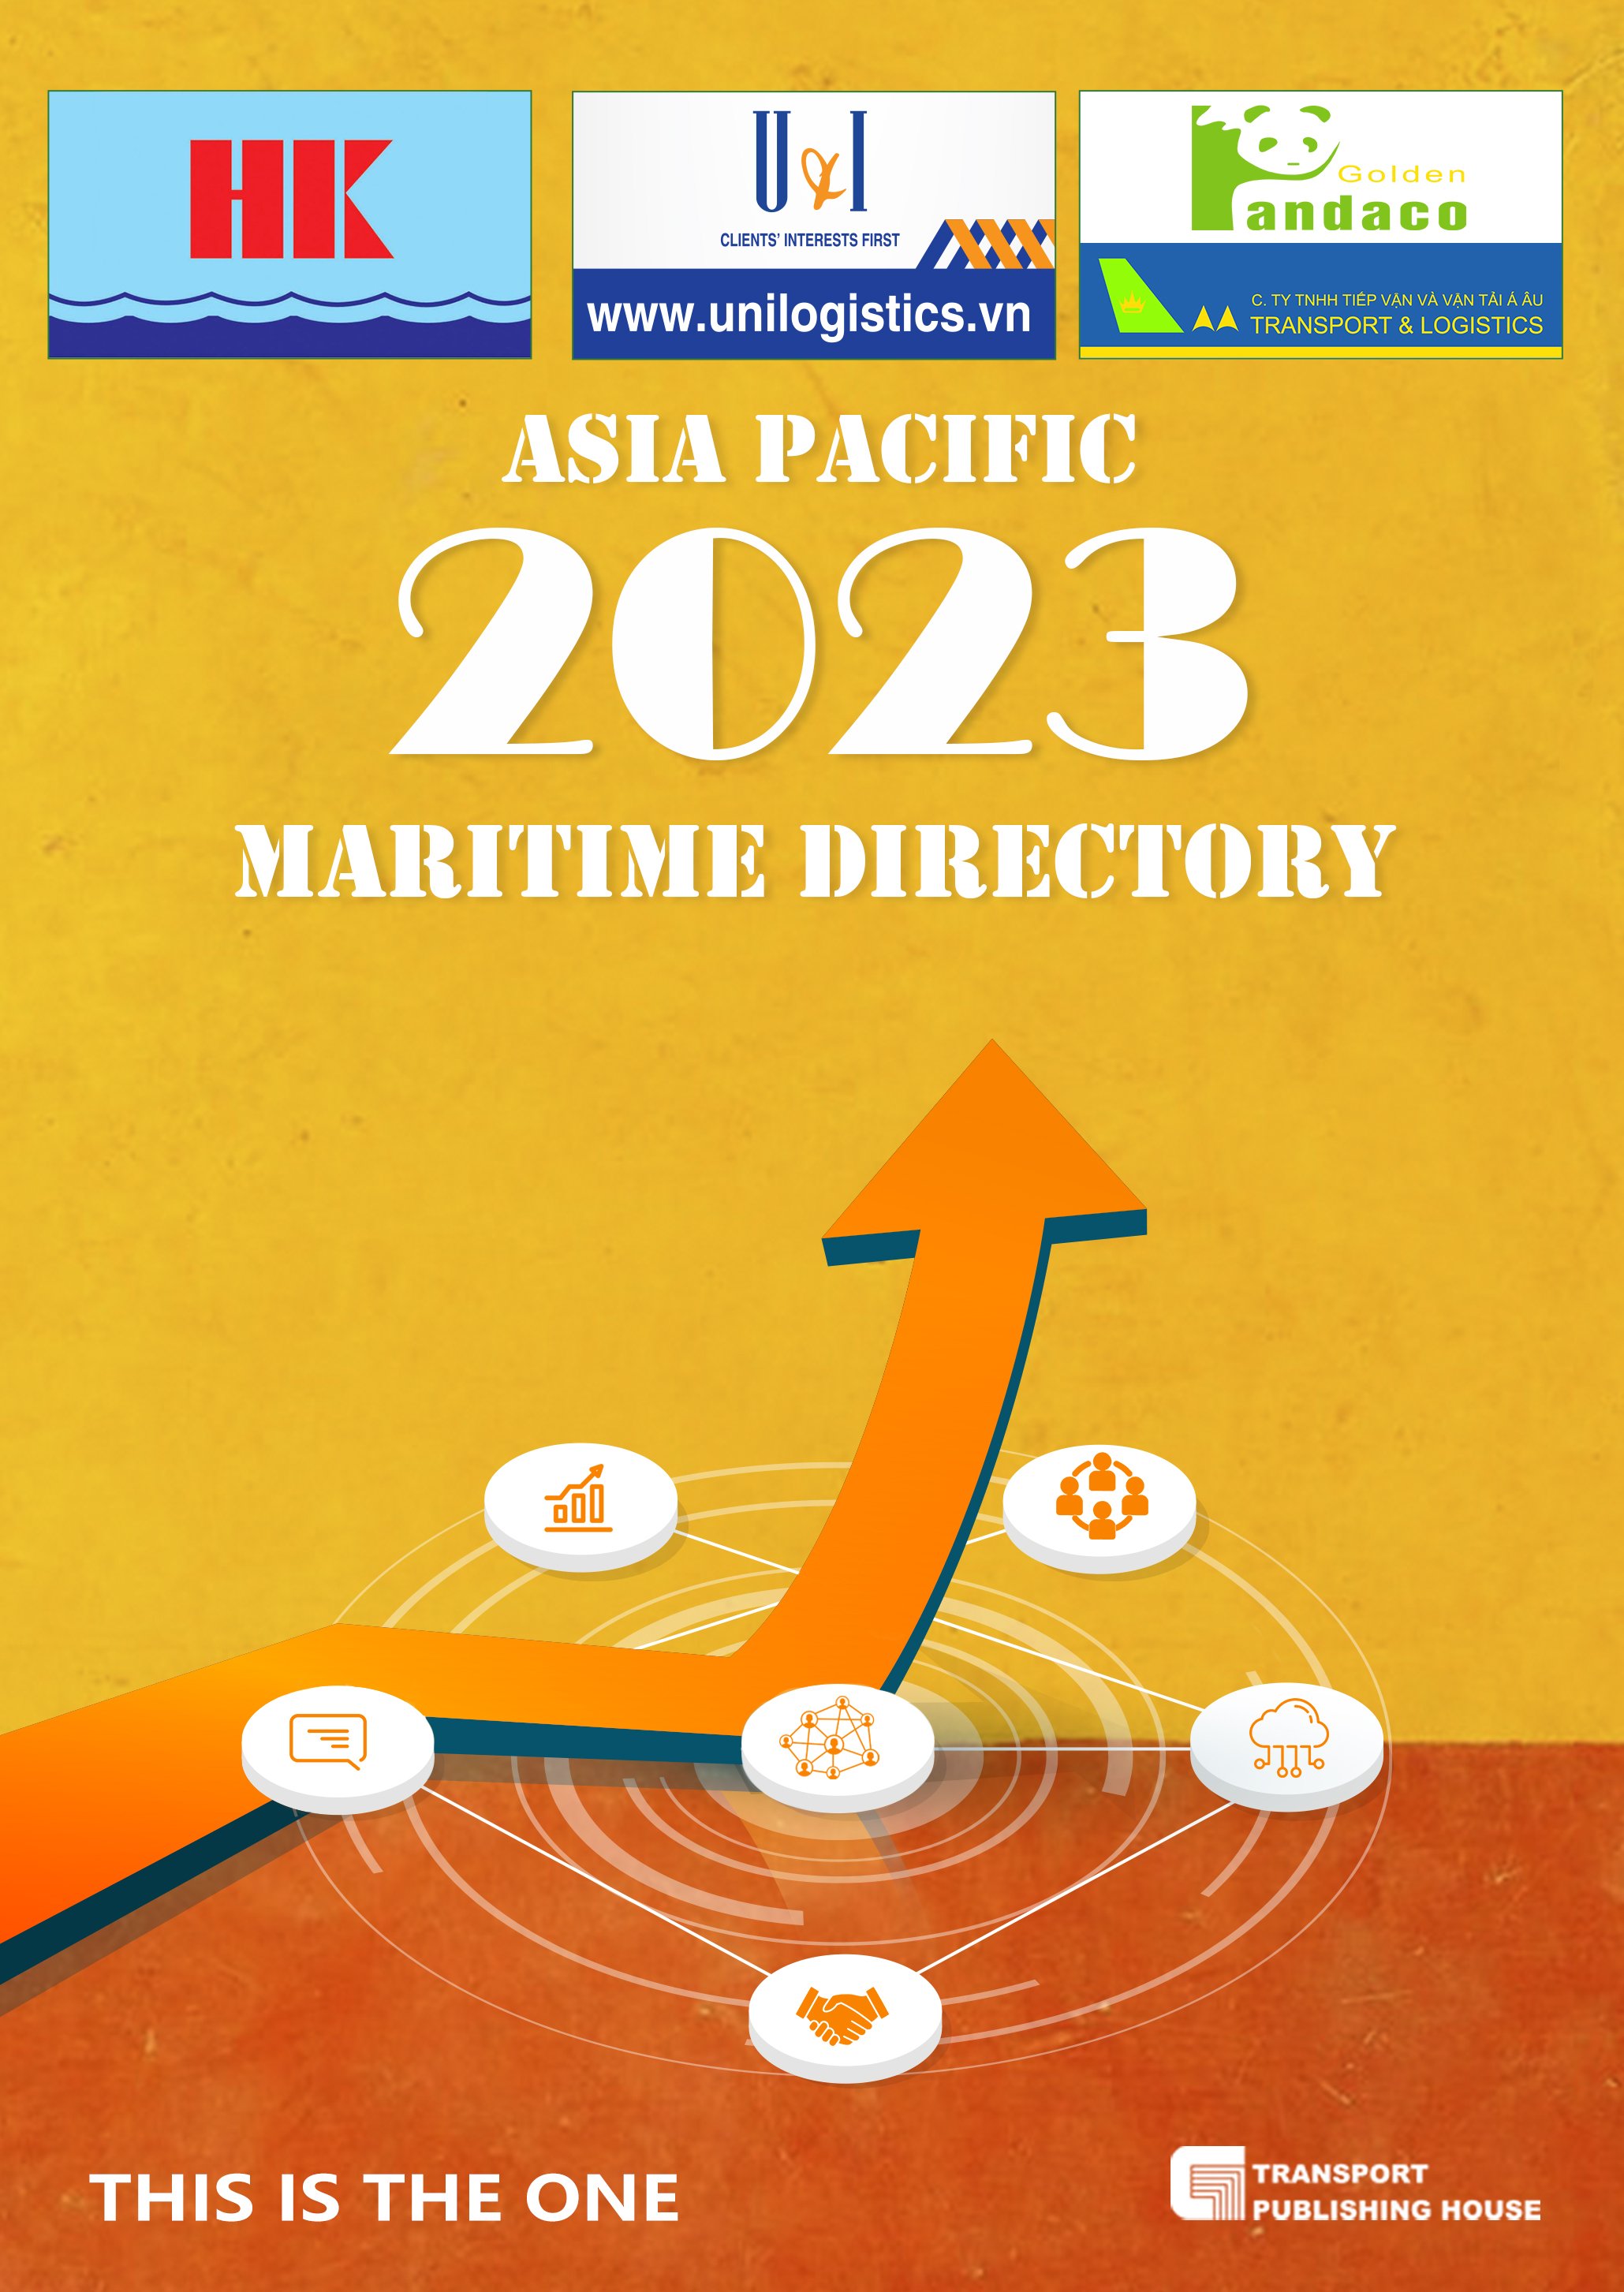 HK
U&I
CLIENTS' INTERESTS FIRST
www.unilogistics.vn
Golden
Pandaco
C. TY TNHH TIẾP VẬN VÀ VẬN TẢI Á ÂU
TRANSPORT & LOGISTICS
ASIA PACIFIC
2023
MARITIME DIRECTORY
THIS IS THE ONE
TRANSPORT
PUBLISHING HOUSE